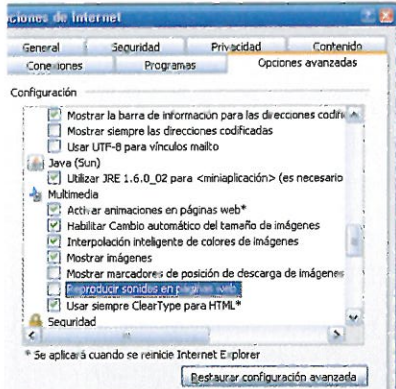 ciones de Internet
General Seguridad Privacidad Contenido
Conexiones Programas Opciones avanzadas
Configuración
Mostrar la barra de información para las direcciones codifi
Mostrar siempre las direcciones codificadas
Usar UTF-8 para vínculos mailto
Java (Sun)
Utilizar JRE 1.6.0_02 para <miniaplicación> (es necesario
Multimedia
Activar animaciones en páginas web*
Habilitar Cambio automático del tamaño de imágenes
Interpolación inteligente de colores de imágenes
Mostrar imágenes
Mostrar marcadores de posición de descarga de imágenes
Reproducir sonidos en páginas web
Usar siempre ClearType para HTML*
Seguridad
* Se aplicará cuando se reinicie Internet Explorer
Restaurar configuración avanzada